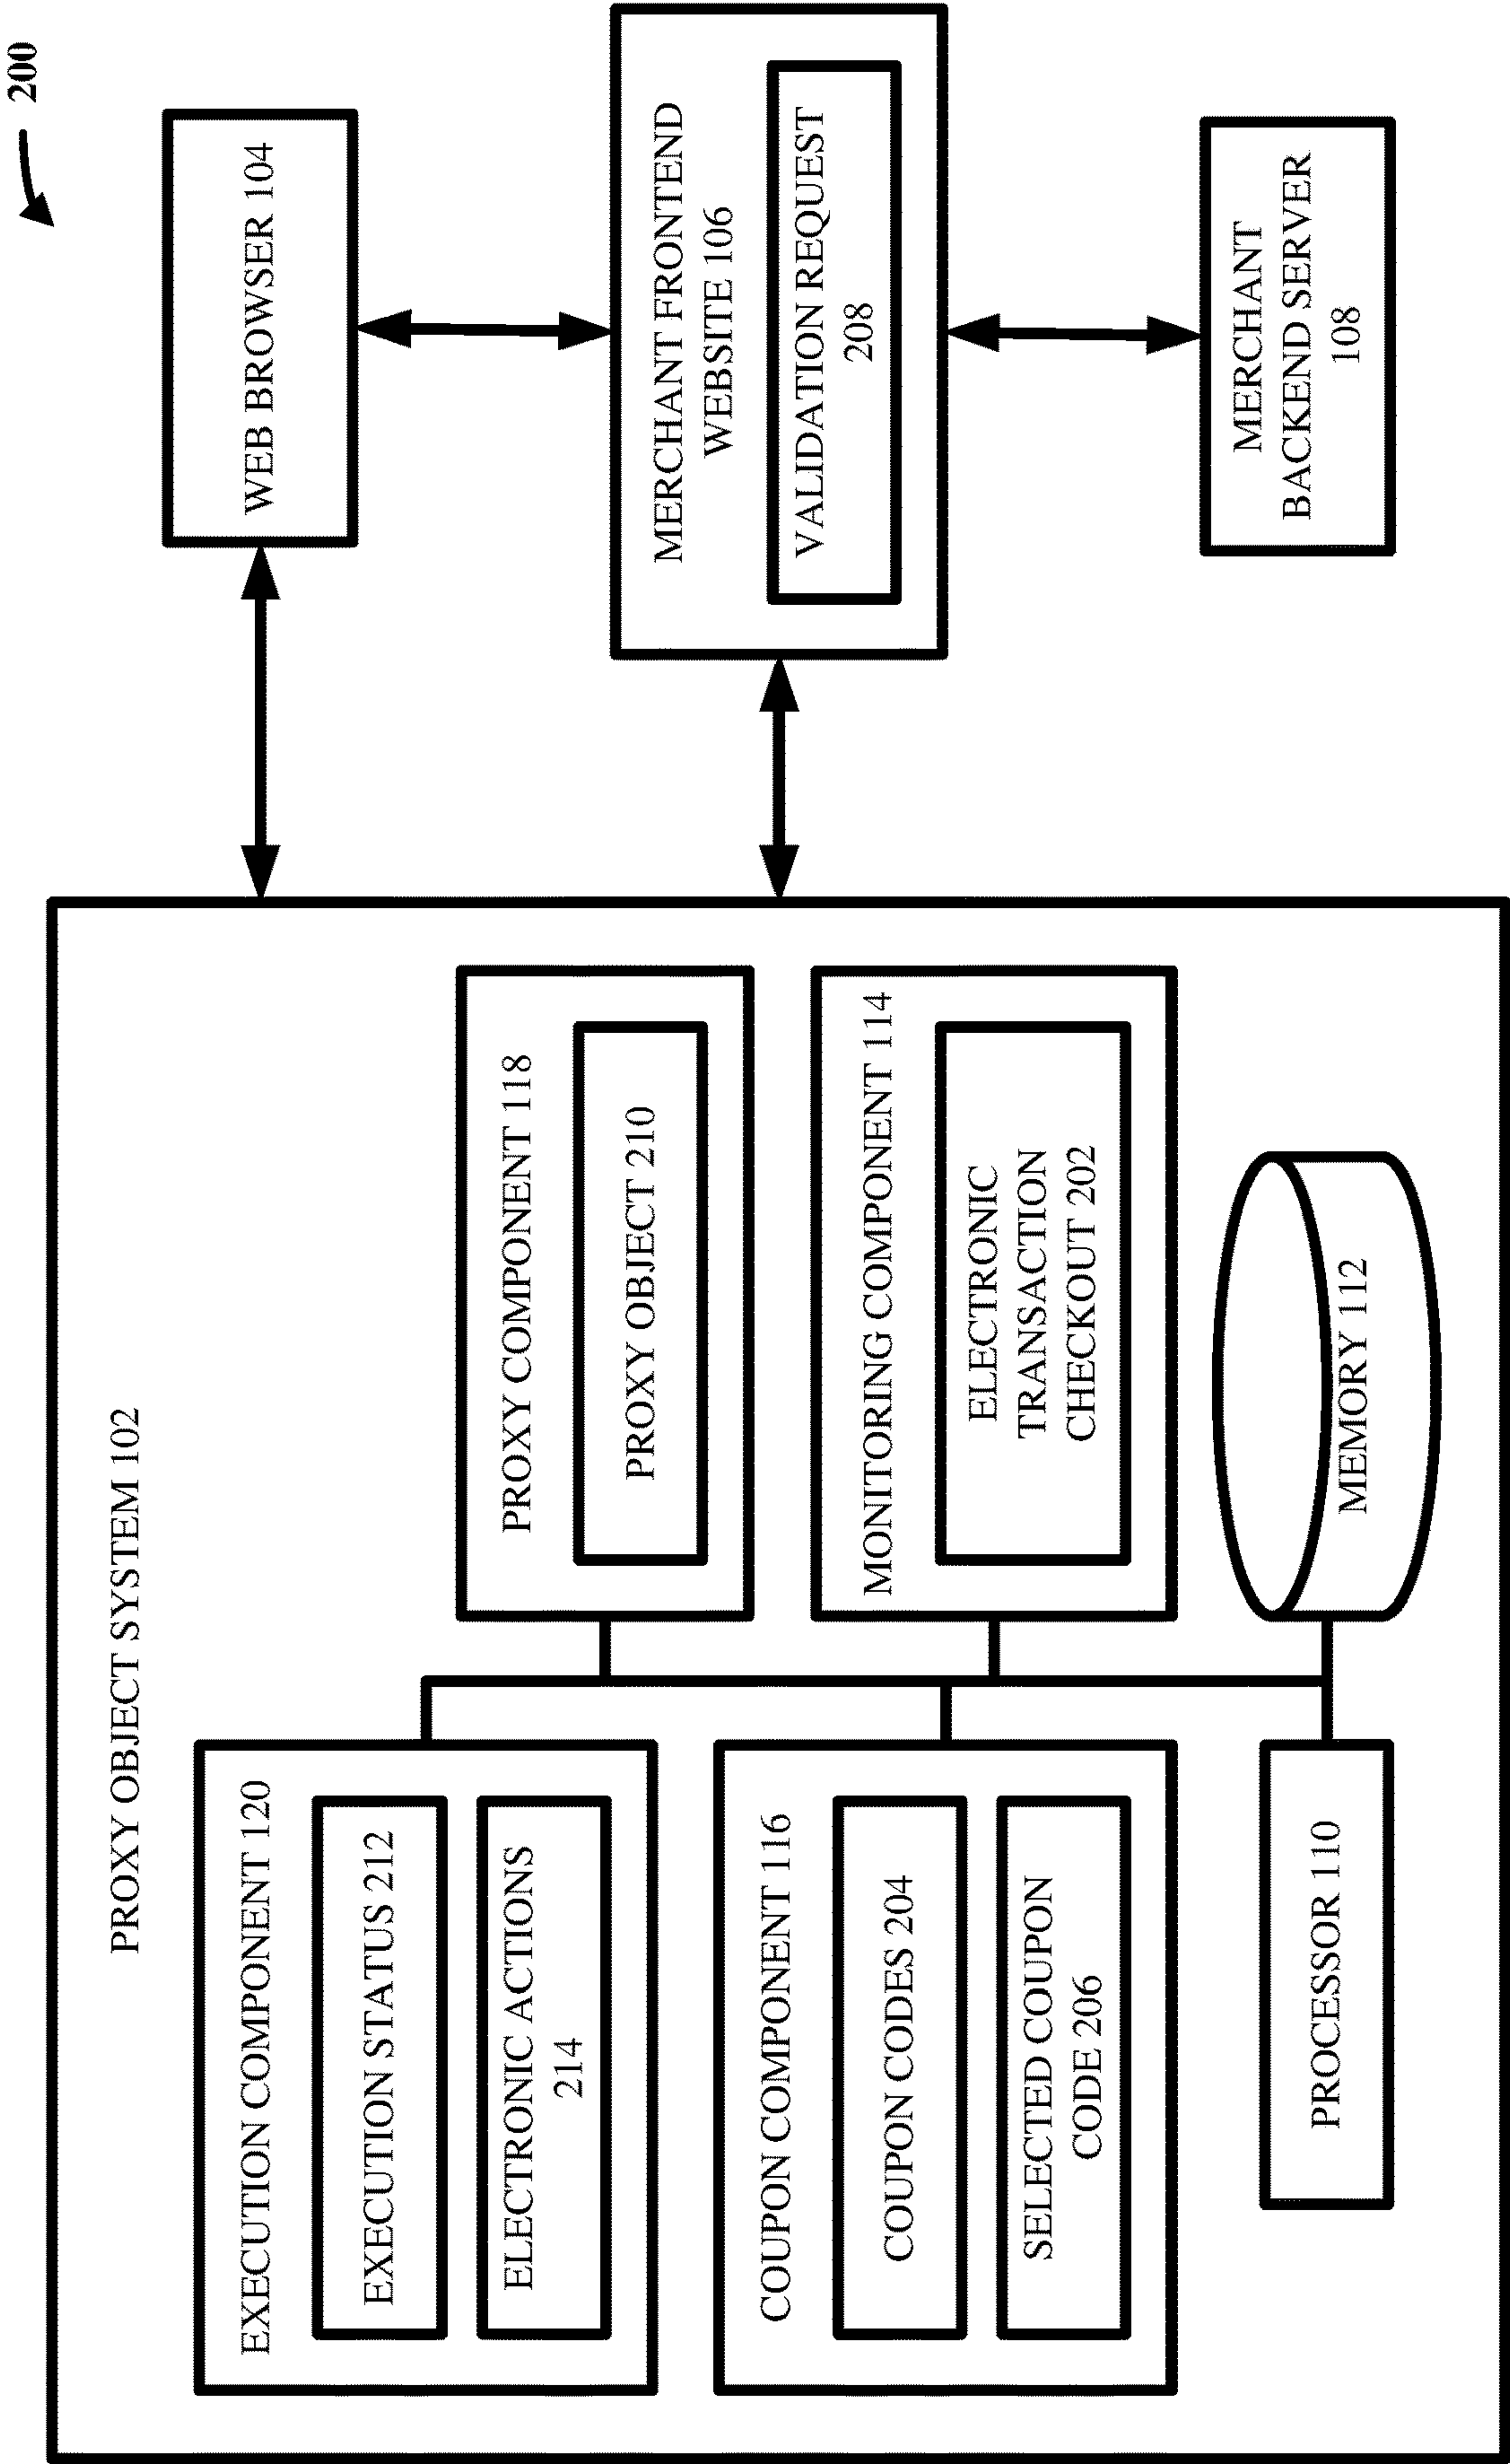 200
PROXY OBJECT SYSTEM 102
EXECUTION COMPONENT 120
EXECUTION STATUS 212
ELECTRONIC ACTIONS
214
PROXY COMPONENT 118
PROXY OBJECT 210
COUPON COMPONENT 116
COUPON CODES 204
SELECTED COUPON
CODE 206
MONITORING COMPONENT 114
ELECTRONIC
TRANSACTION
CHECKOUT 202
PROCESSOR 110
MEMORY 112
WEB BROWSER 104
MERCHANT FRONTEND
WEBSITE 106
VALIDATION REQUEST
208
MERCHANT
BACKEND SERVER
108